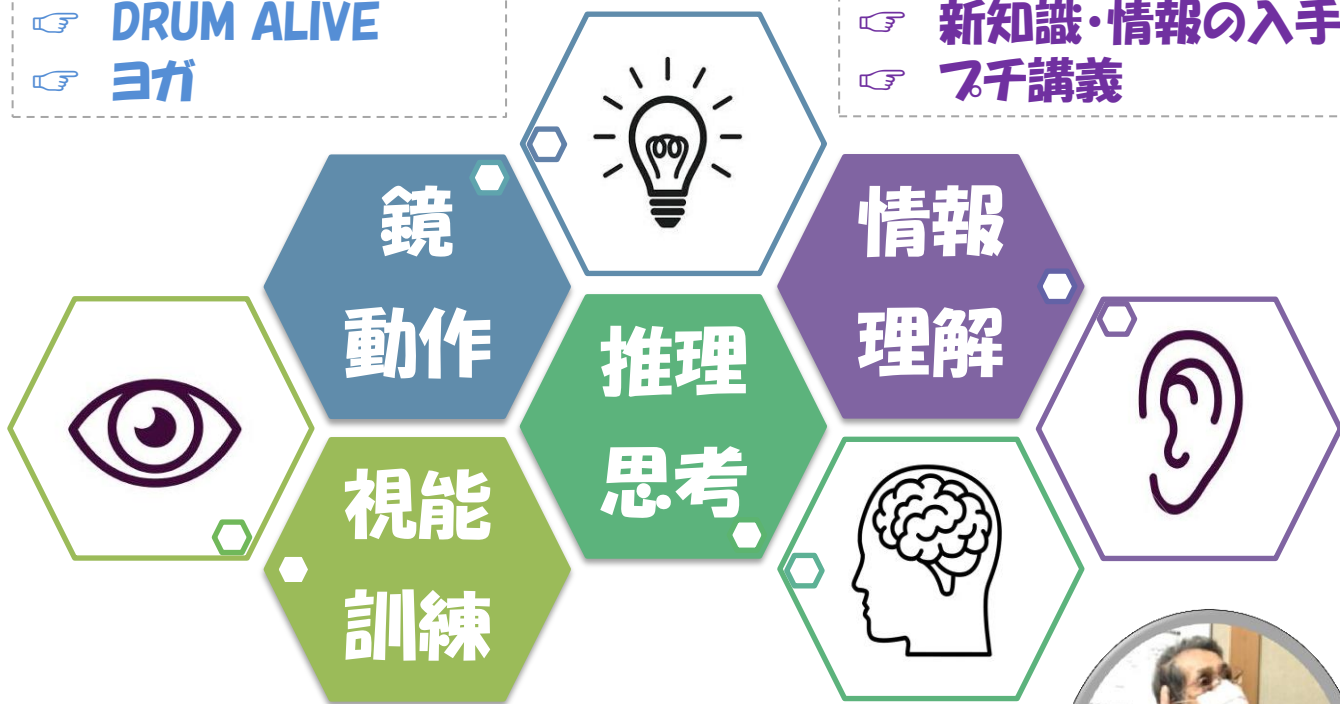 ☞ DRUM ALIVE
☞ ヨガ
☞ 新知識・情報の入手
☞ プチ講義
鏡
動作
情報
理解
推理
思考
視能
訓練